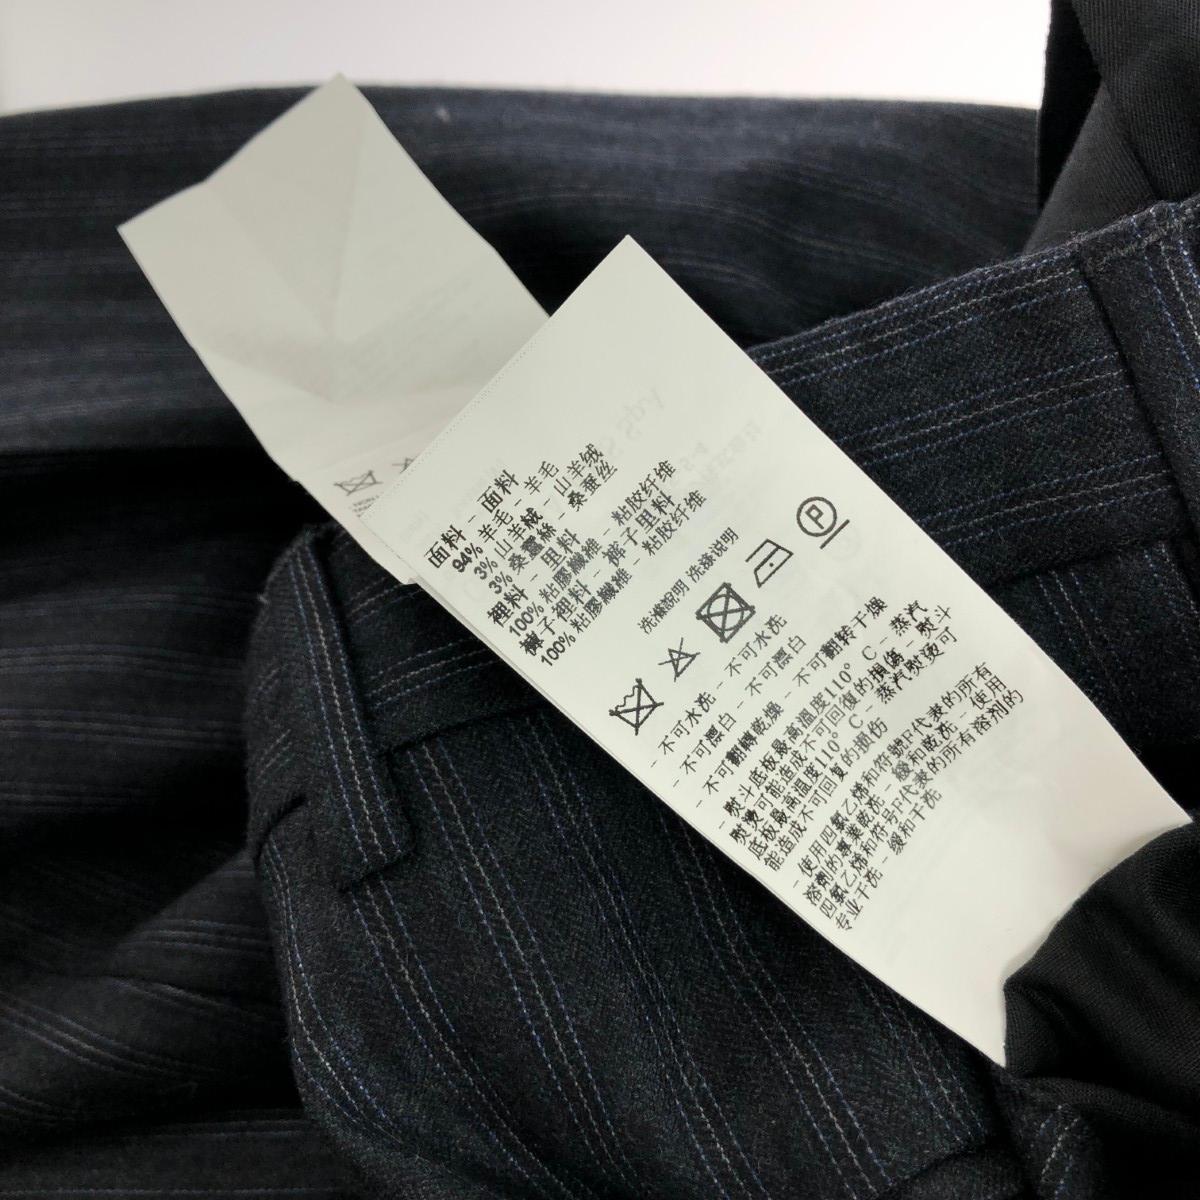 面料 - 面料
94% 羊毛 - 羊毛
3% 山羊绒 - 山羊绒
3% 桑蠶絲 - 桑蚕丝
裡料 - 里料
100% 粘膠纖維 - 粘胶纤维
褲子裡料 - 裤子里料
100% 粘膠纖維 - 粘胶纤维
洗滌說明 洗涤说明
P
- 不可水洗 - 不可水洗
- 不可漂白 - 不可漂白
- 不可翻轉乾燥 - 不可翻转干燥
- 熨斗底板最高溫度110° C - 蒸汽
熨燙可能造成不可回復的損傷 - 熨斗
底板最高温度110° C - 蒸汽熨烫可
能造成不可回复的损伤
- 使用四氯乙烯和符號P代表的所有
溶劑的專業乾洗 - 緩和乾洗 - 使用
四氯乙烯和符号P代表的所有溶剂的
专业干洗 - 缓和干洗